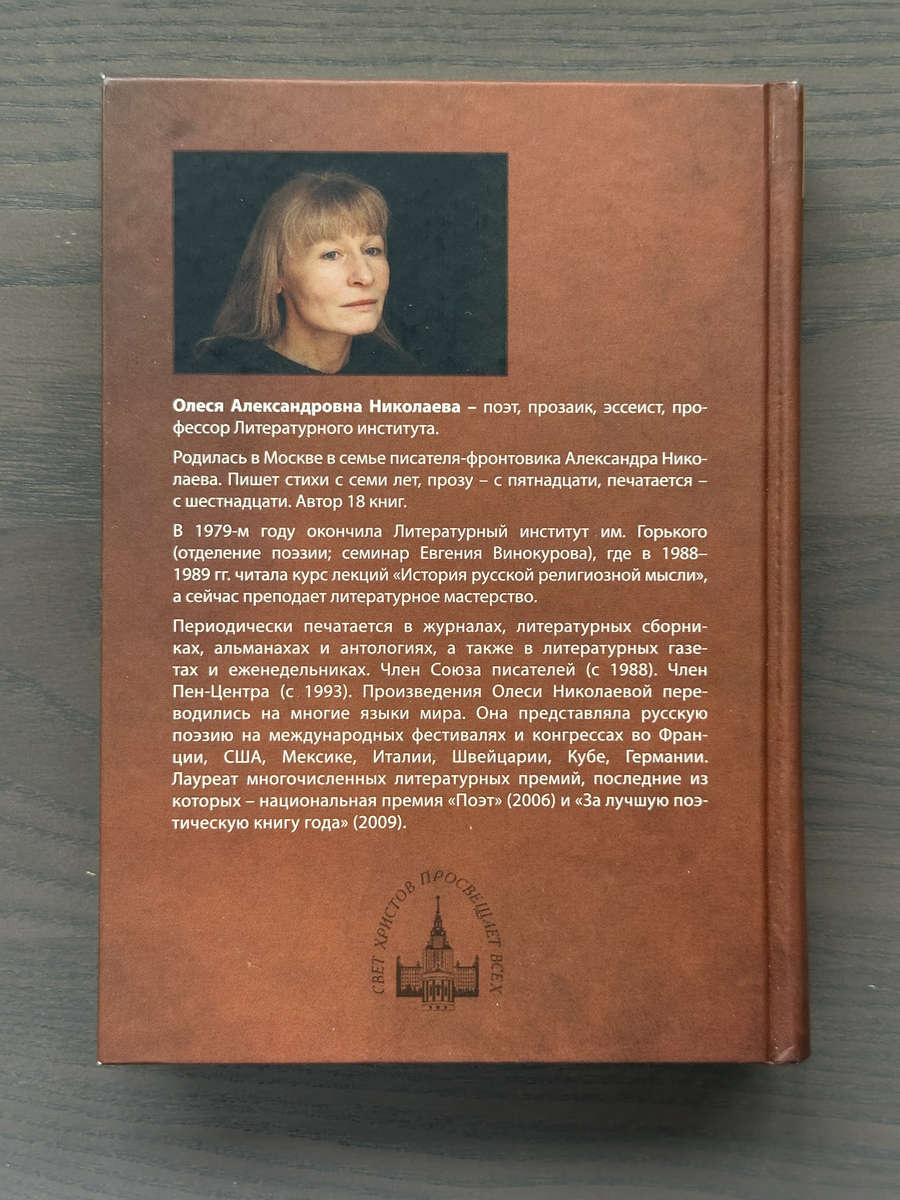 Олеся Александровна Николаева – поэт, прозаик, эссеист, про-
фессор Литературного института.
Родилась в Москве в семье писателя-фронтовика Александра Нико-
лаева. Пишет стихи с семи лет, прозу – с пятнадцати, печатается –
с шестнадцати. Автор 18 книг.
В 1979-м году окончила Литературный институт им. Горького
(отделение поэзии; семинар Евгения Винокурова), где в 1988–
1989 гг. читала курс лекций «История русской религиозной мысли»,
а сейчас преподает литературное мастерство.
Периодически печатается в журналах, литературных сборни-
ках, альманахах и антологиях, а также в литературных газе-
тах и еженедельниках. Член Союза писателей (с 1988). Член
Пен-Центра (с 1993). Произведения Олеси Николаевой пере-
водились на многие языки мира. Она представляла русскую
поэзию на международных фестивалях и конгрессах во Фран-
ции, США, Мексике, Италии, Швейцарии, Кубе, Германии.
Лауреат многочисленных литературных премий, последние из
которых – национальная премия «Поэт» (2006) и «За лучшую поэ-
тическую книгу года» (2009).
СВЕТ ХРИСТОВ ПРОСВЕЩАЕТ ВСЕХ